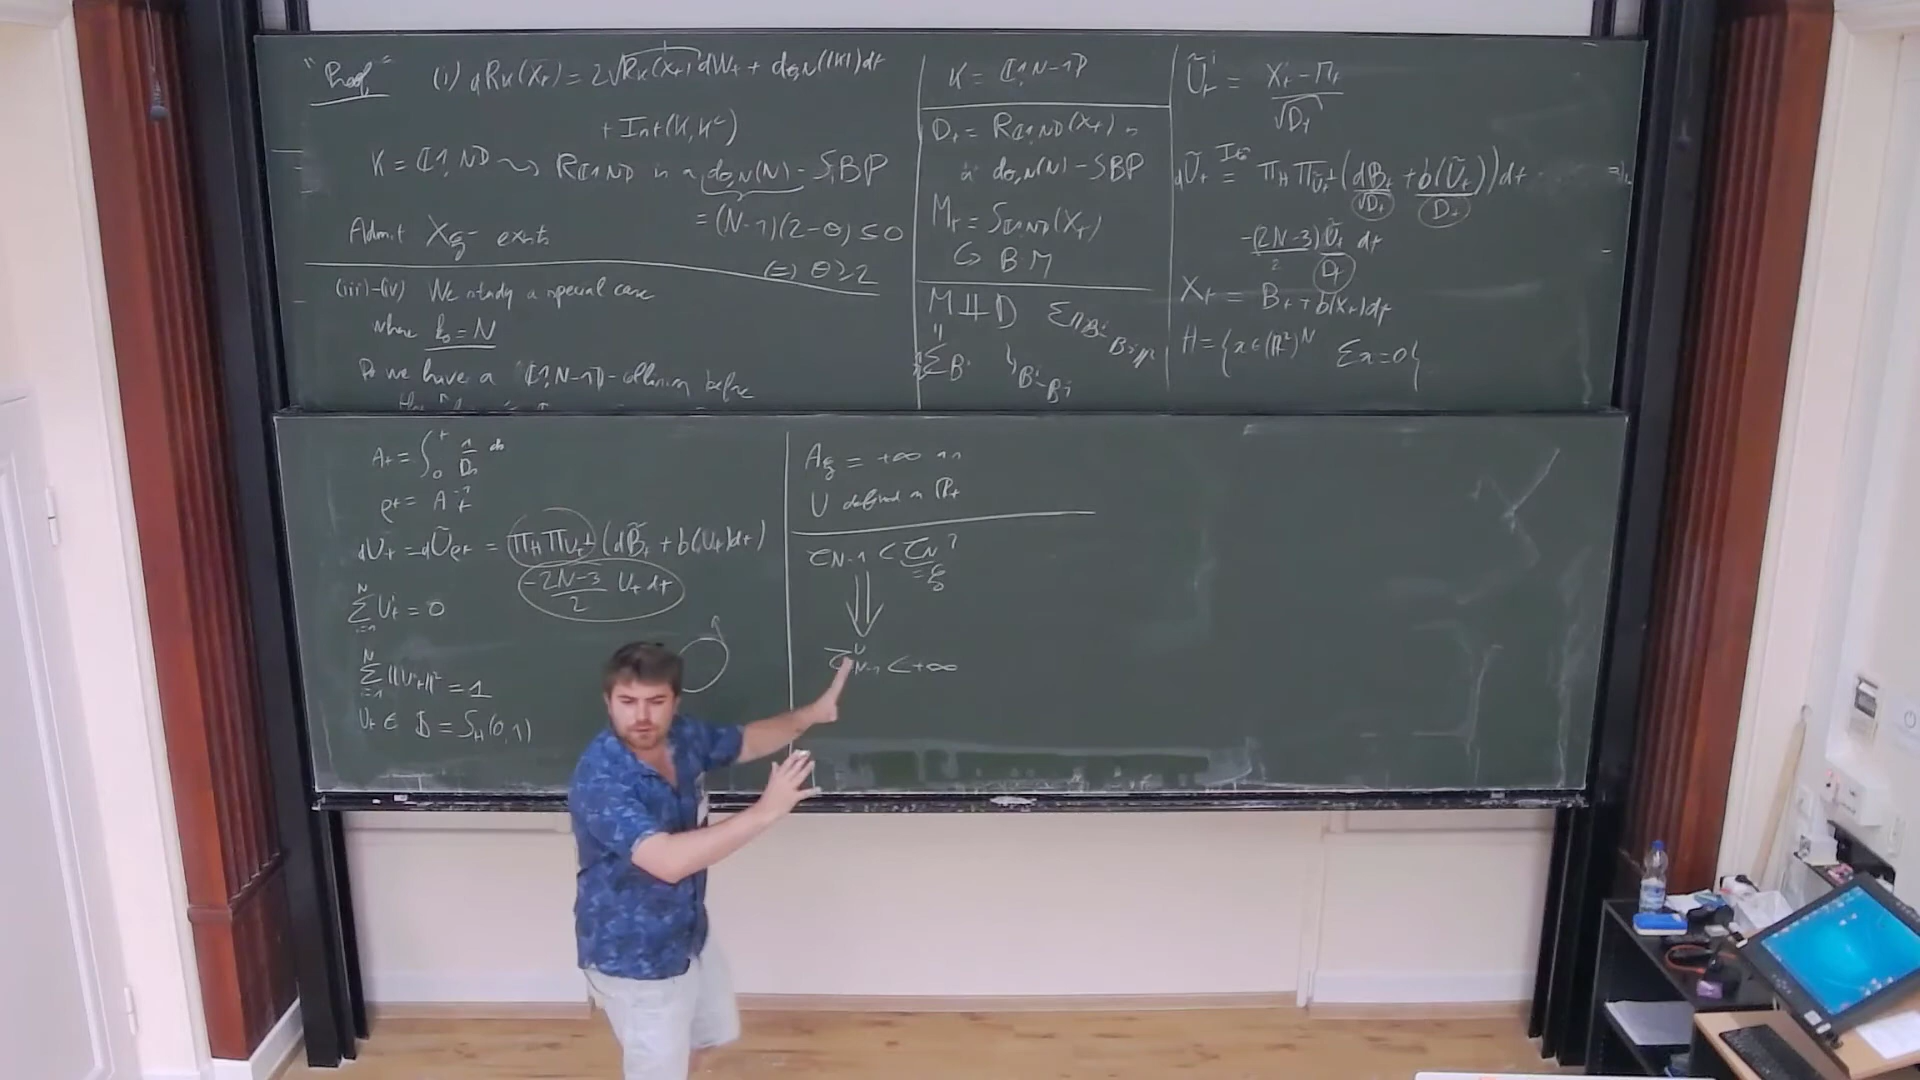 "Proof" (i) dR_K(X_t) = 2√R_K(X_t) dW_t + d_{θ,N}(|K|)dt
+ Int(K, K^c)
K = ⟦1,N⟧ ⇝ R_{⟦1,N⟧} is a d_{θ,N}(N) - SBP
= (N-1)(2-θ) ≤ 0
Admit X_ξ- exists
⇔ θ ≥ 2
(iii)-(iv) We study a special case
where k_0 = N
So we have a ⟦1,N-1⟧-collision before
K = ⟦1,N-1⟧
D_t = R_{⟦1,N⟧}(X_t) is
a d_{θ,N}(N) - SBP
M_t = S_{⟦1,N⟧}(X_t)
↪ BM
M ⫫ D
Σ B^i
B^i - B^j
Ũ_t^i = X_t^i - M_t / √D_t
dŨ_t =^{Itô} Π_H Π_{Ũ_t^⊥} (dB_t/√D_t + b(Ũ_t)/D_t) dt
-(2N-3)/2 Ũ_t/D_t dt
X_t = B_t + b(X_t)dt
H = {x ∈ (ℝ²)^N Σx = 0}
A_t = ∫_0^t 1/D_s ds
ρ_t = A_t^{-1}
dU_t = dŨ_{ρt} = Π_H Π_{U_t^⊥} (dB̃_t + b(U_t)dt)
-2N-3/2 U_t dt
Σ_{i=1}^N U_t^i = 0
Σ_{i=1}^N ||U_t^i||² = 1
U_t ∈ 𝕊 = S_H(0,1)
A_ξ = +∞ as
U defined on ℝ_+
τ_{N-1} < τ_N ?
= ξ
⇓
τ^U_{N-1} < +∞